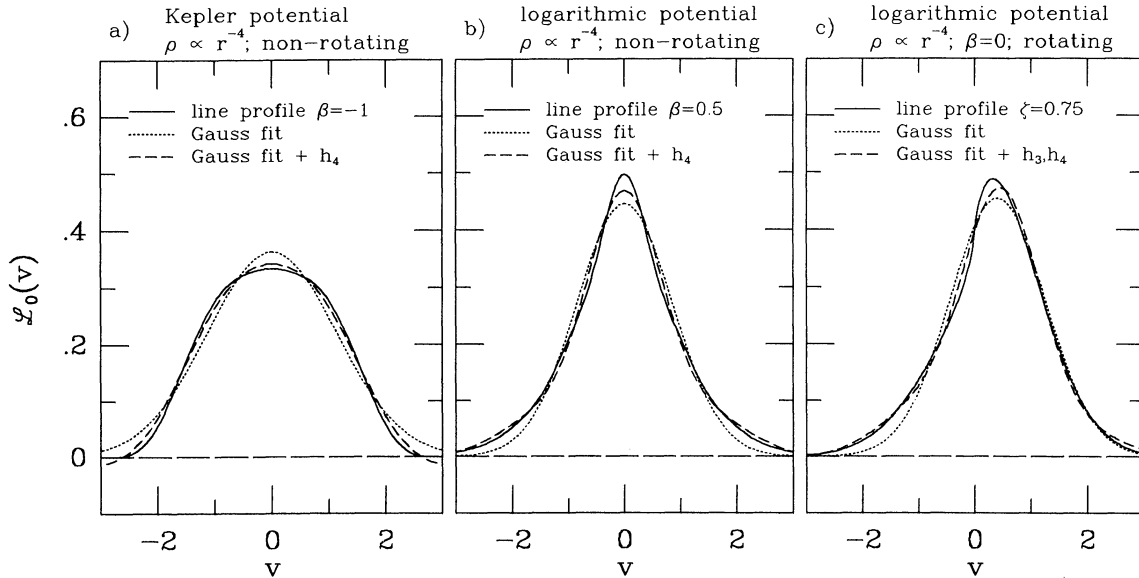 a) Kepler potential
ρ ∝ r⁻⁴; non-rotating
b) logarithmic potential
ρ ∝ r⁻⁴; non-rotating
c) logarithmic potential
ρ ∝ r⁻⁴; β=0; rotating
line profile β=−1
Gauss fit
Gauss fit + h₄
line profile β=0.5
Gauss fit
Gauss fit + h₄
line profile ζ=0.75
Gauss fit
Gauss fit + h₃,h₄
.6
.4
.2
0
ℒ₀(v)
−2 0 2
−2 0 2
−2 0 2
v
v
v